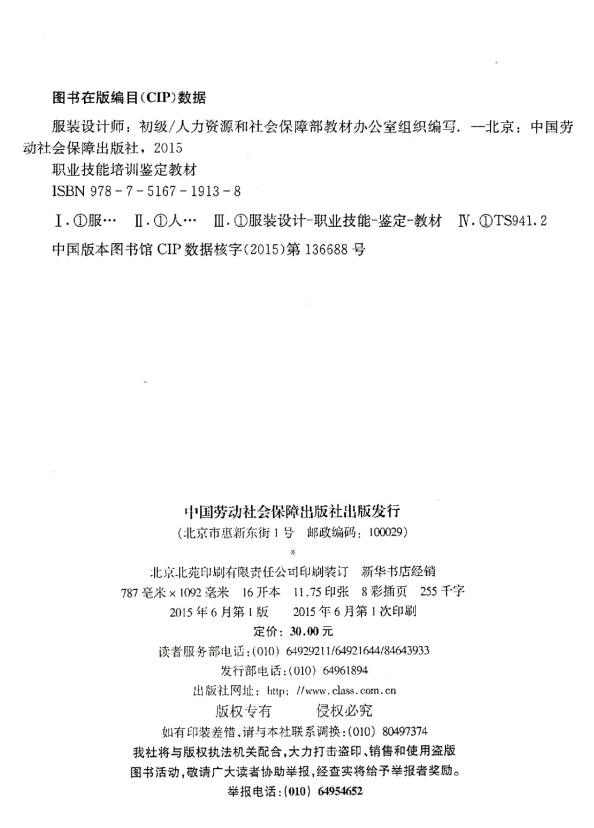 图书在版编目(CIP)数据
服装设计师：初级/人力资源和社会保障部教材办公室组织编写. —北京：中国劳
动社会保障出版社，2015
职业技能培训鉴定教材
ISBN 978-7-5167-1913-8
Ⅰ.①服… Ⅱ.①人… Ⅲ.①服装设计-职业技能-鉴定-教材 Ⅳ.①TS941.2
中国版本图书馆 CIP 数据核字(2015)第 136688 号
中国劳动社会保障出版社出版发行
(北京市惠新东街 1 号 邮政编码：100029)
*
北京北苑印刷有限责任公司印刷装订 新华书店经销
787 毫米×1092 毫米 16 开本 11.75 印张 8 彩插页 255 千字
2015 年 6 月第 1 版 2015 年 6 月第 1 次印刷
定价：30.00 元
读者服务部电话：(010) 64929211/64921644/84643933
发行部电话：(010) 64961894
出版社网址：http：//www.class.com.cn
版权专有 侵权必究
如有印装差错，请与本社联系调换：(010) 80497374
我社将与版权执法机关配合，大力打击盗印、销售和使用盗版
图书活动，敬请广大读者协助举报，经查实将给予举报者奖励。
举报电话：(010) 64954652